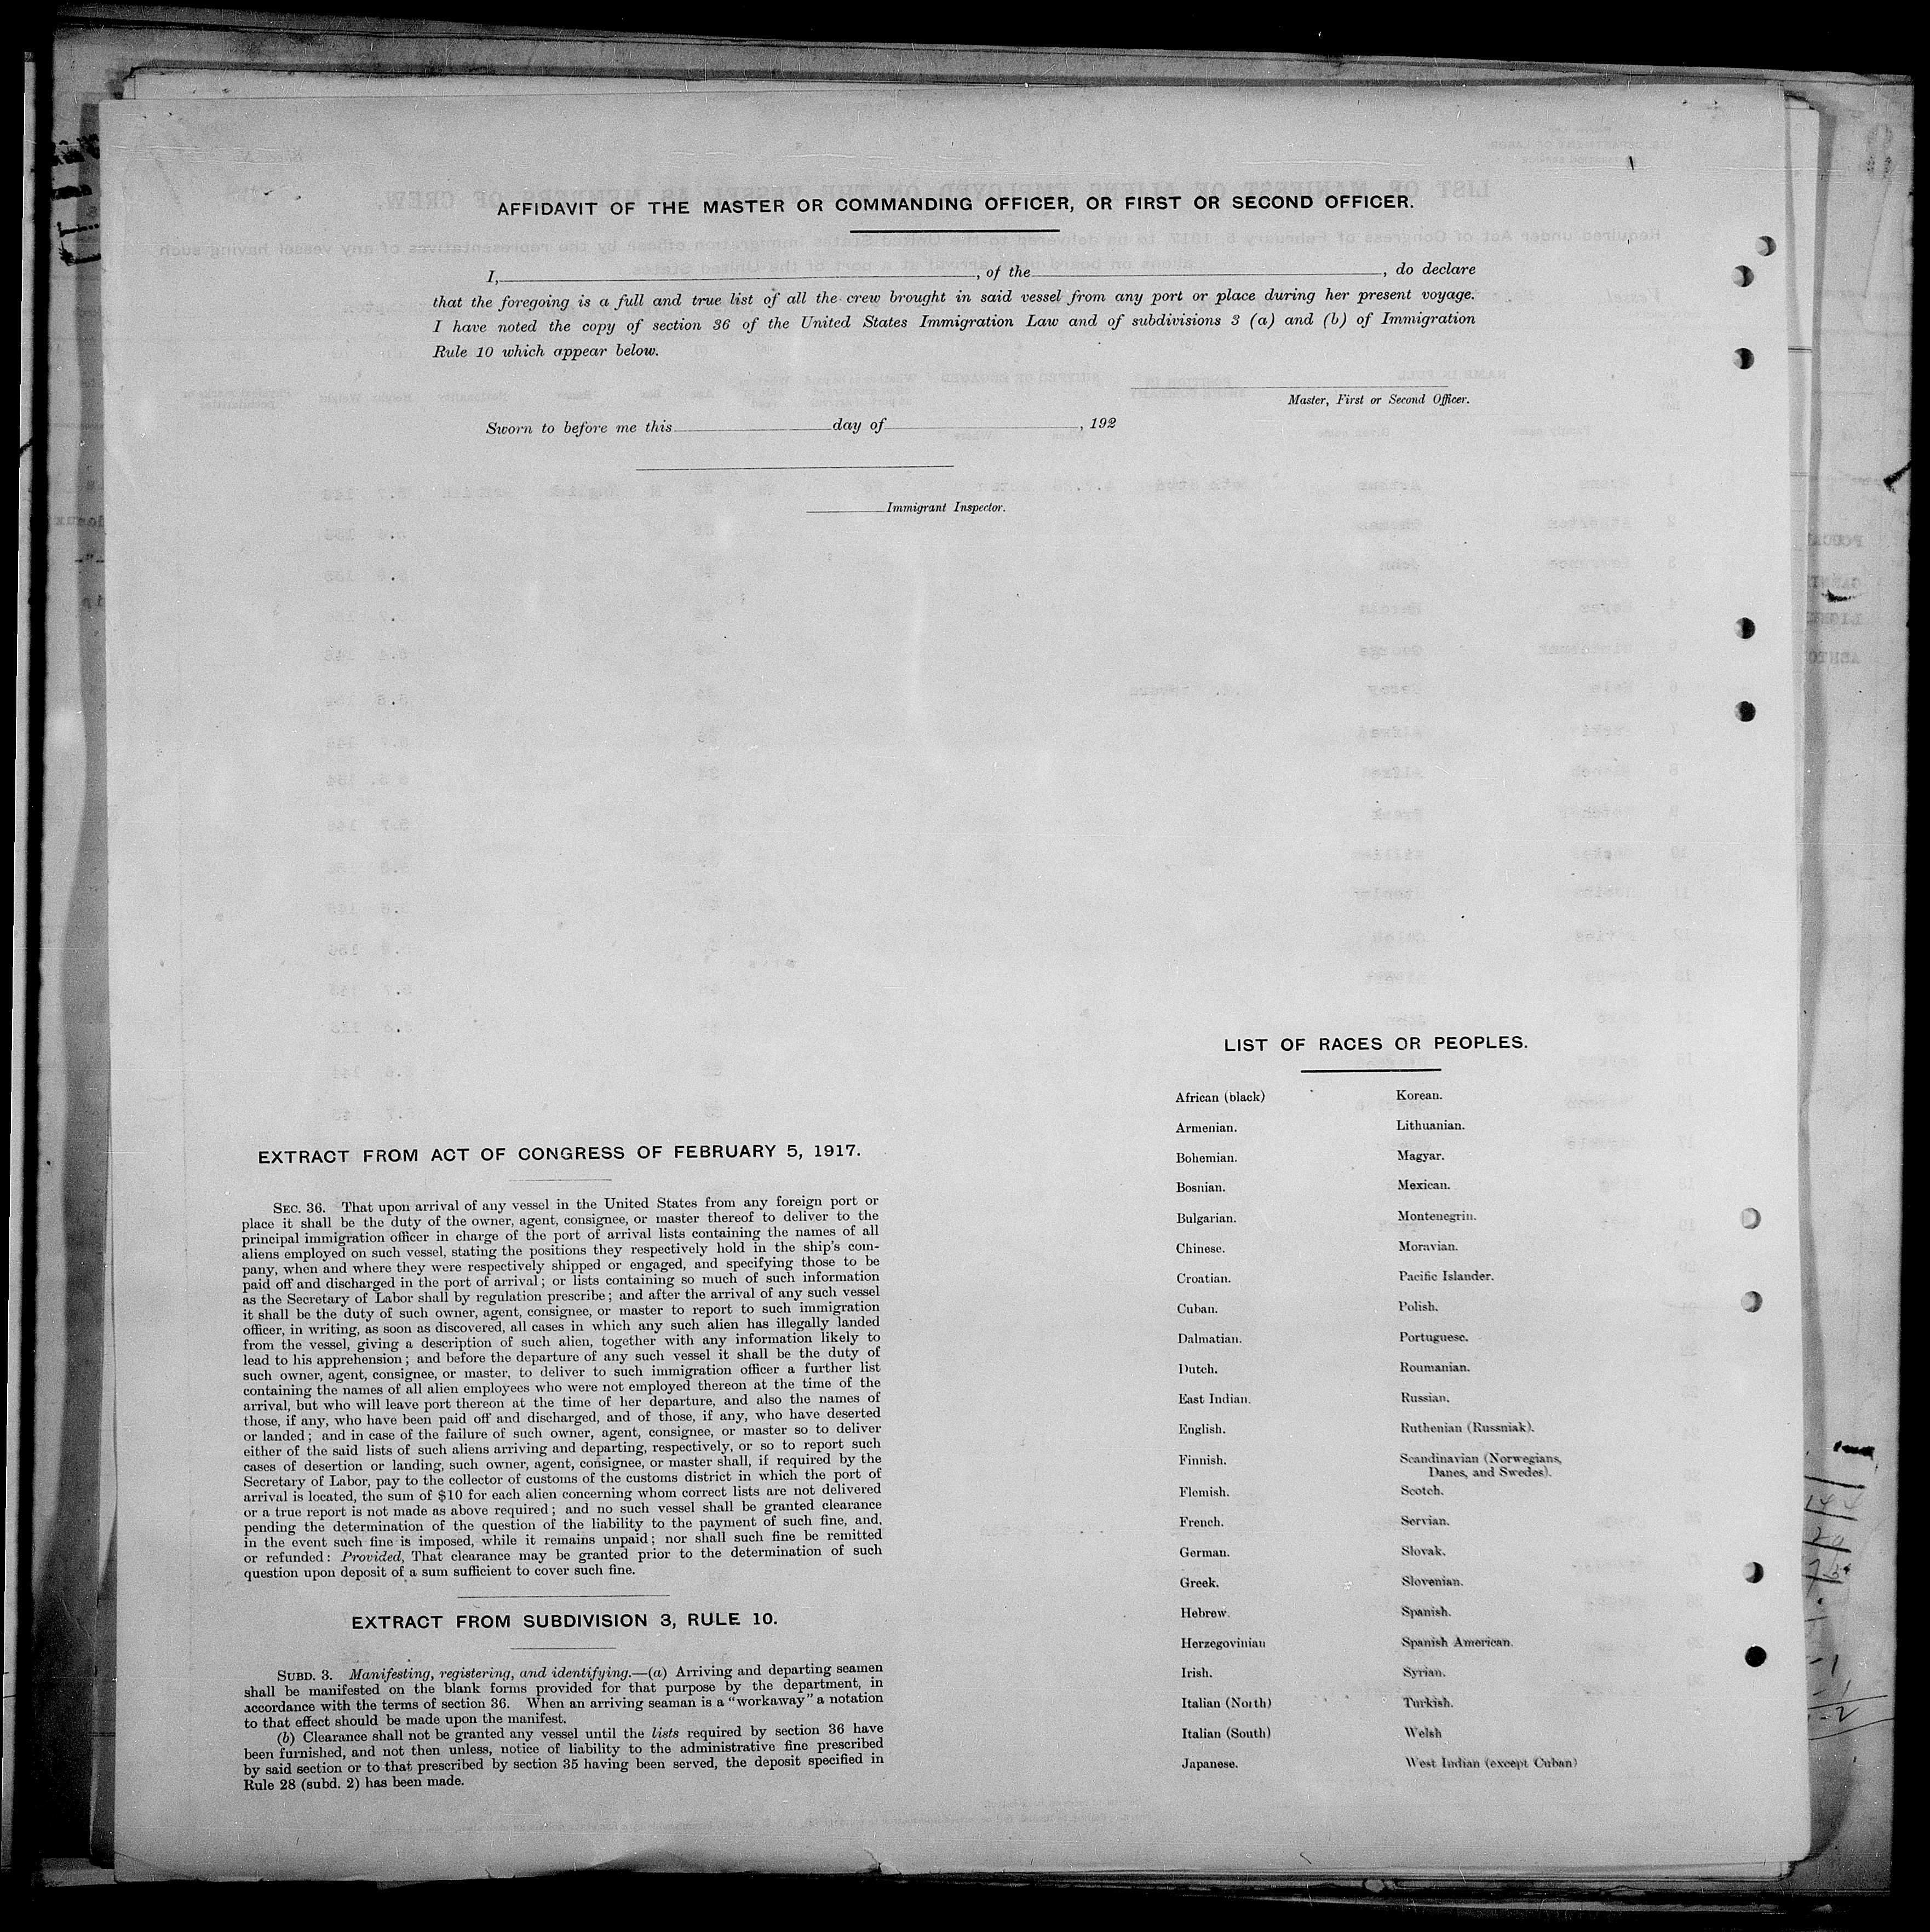 AFFIDAVIT OF THE MASTER OR COMMANDING OFFICER, OR FIRST OR SECOND OFFICER.
I, , of the , do declare
that the foregoing is a full and true list of all the crew brought in said vessel from any port or place during her present voyage.
I have noted the copy of section 36 of the United States Immigration Law and of subdivisions 3 (a) and (b) of Immigration
Rule 10 which appear below.
Master, First or Second Officer.
Sworn to before me this day of , 192
Immigrant Inspector.
EXTRACT FROM ACT OF CONGRESS OF FEBRUARY 5, 1917.
SEC. 36. That upon arrival of any vessel in the United States from any foreign port or
place it shall be the duty of the owner, agent, consignee, or master thereof to deliver to the
principal immigration officer in charge of the port of arrival lists containing the names of all
aliens employed on such vessel, stating the positions they respectively hold in the ship's com-
pany, when and where they were respectively shipped or engaged, and specifying those to be
paid off and discharged in the port of arrival; or lists containing so much of such information
as the Secretary of Labor shall by regulation prescribe; and after the arrival of any such vessel
it shall be the duty of such owner, agent, consignee, or master to report to such immigration
officer, in writing, as soon as discovered, all cases in which any such alien has illegally landed
from the vessel, giving a description of such alien, together with any information likely to
lead to his apprehension; and before the departure of any such vessel it shall be the duty of
such owner, agent, consignee, or master, to deliver to such immigration officer a further list
containing the names of all alien employees who were not employed thereon at the time of the
arrival, but who will leave port thereon at the time of her departure, and also the names of
those, if any, who have been paid off and discharged, and of those, if any, who have deserted
or landed; and in case of the failure of such owner, agent, consignee, or master so to deliver
either of the said lists of such aliens arriving and departing, respectively, or so to report such
cases of desertion or landing, such owner, agent, consignee, or master shall, if required by the
Secretary of Labor, pay to the collector of customs of the customs district in which the port of
arrival is located, the sum of $10 for each alien concerning whom correct lists are not delivered
or a true report is not made as above required; and no such vessel shall be granted clearance
pending the determination of the question of the liability to the payment of such fine, and,
in the event such fine is imposed, while it remains unpaid; nor shall such fine be remitted
or refunded: Provided, That clearance may be granted prior to the determination of such
question upon deposit of a sum sufficient to cover such fine.
EXTRACT FROM SUBDIVISION 3, RULE 10.
SUBD. 3. Manifesting, registering, and identifying.—(a) Arriving and departing seamen
shall be manifested on the blank forms provided for that purpose by the department, in
accordance with the terms of section 36. When an arriving seaman is a "workaway" a notation
to that effect should be made upon the manifest.
(b) Clearance shall not be granted any vessel until the lists required by section 36 have
been furnished, and not then unless, notice of liability to the administrative fine prescribed
by said section or to that prescribed by section 35 having been served, the deposit specified in
Rule 28 (subd. 2) has been made.
LIST OF RACES OR PEOPLES.
African (black)
Armenian.
Bohemian.
Bosnian.
Bulgarian.
Chinese.
Croatian.
Cuban.
Dalmatian.
Dutch.
East Indian.
English.
Finnish.
Flemish.
French.
German.
Greek.
Hebrew.
Herzegovinian
Irish.
Italian (North)
Italian (South)
Japanese.
Korean.
Lithuanian.
Magyar.
Mexican.
Montenegrin.
Moravian.
Pacific Islander.
Polish.
Portuguese.
Roumanian.
Russian.
Ruthenian (Russniak).
Scandinavian (Norwegians,
Danes, and Swedes).
Scotch.
Servian.
Slovak.
Slovenian.
Spanish.
Spanish American.
Syrian.
Turkish.
Welsh
West Indian (except Cuban)